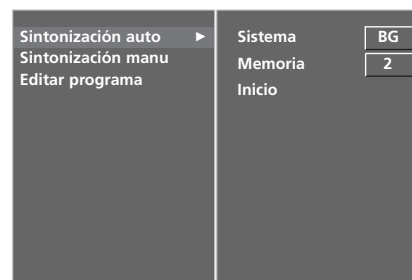 Sintonización auto ►
Sintonización manu
Editar programa
Sistema BG
Memoria 2
Inicio